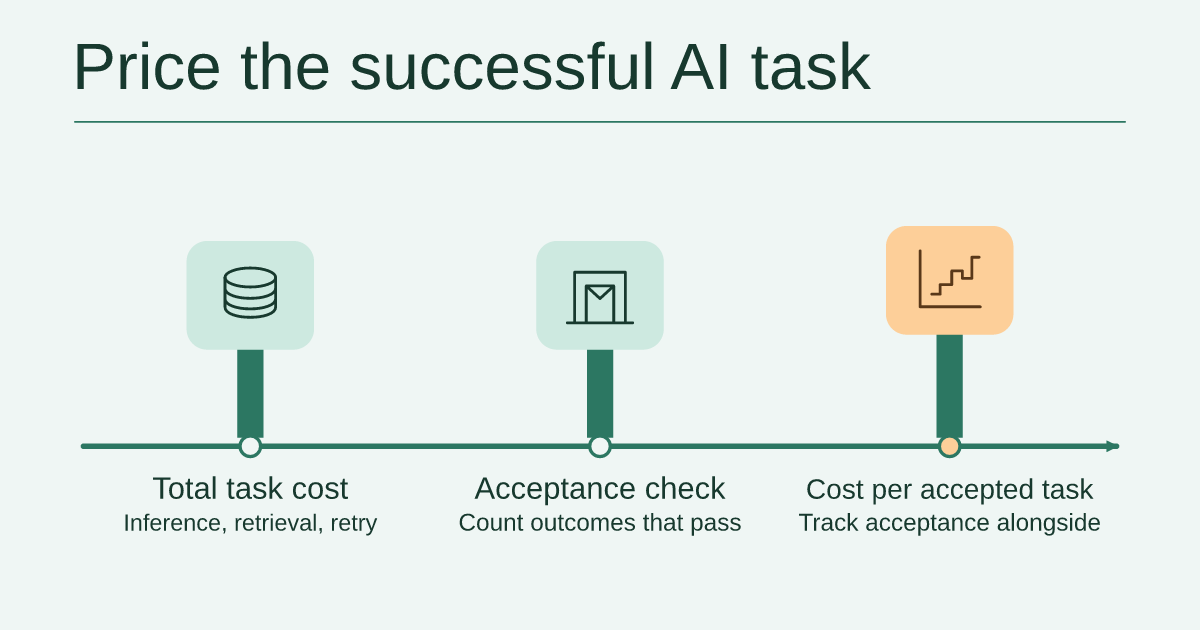 Price the successful AI task
Total task cost
Inference, retrieval, retry
Acceptance check
Count outcomes that pass
Cost per accepted task
Track acceptance alongside